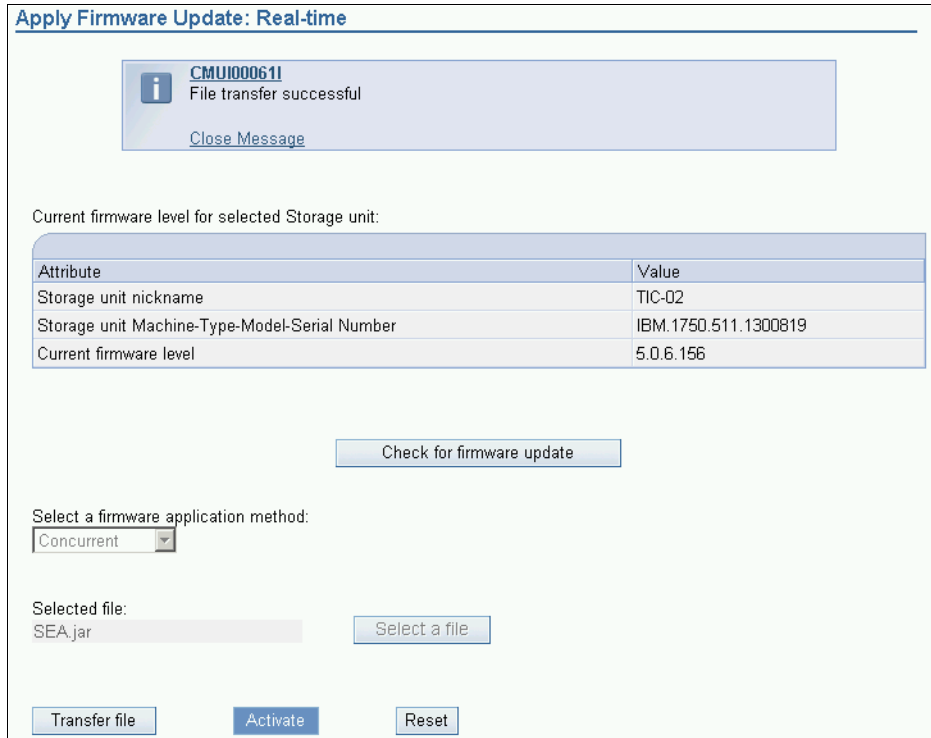 Apply Firmware Update: Real-time
CMUI00061I
File transfer successful
Close Message
Current firmware level for selected Storage unit:
Attribute Value
Storage unit nickname TIC-02
Storage unit Machine-Type-Model-Serial Number IBM.1750.511.1300819
Current firmware level 5.0.6.156
Check for firmware update
Select a firmware application method:
Concurrent
Selected file:
SEA.jar Select a file
Transfer file Activate Reset